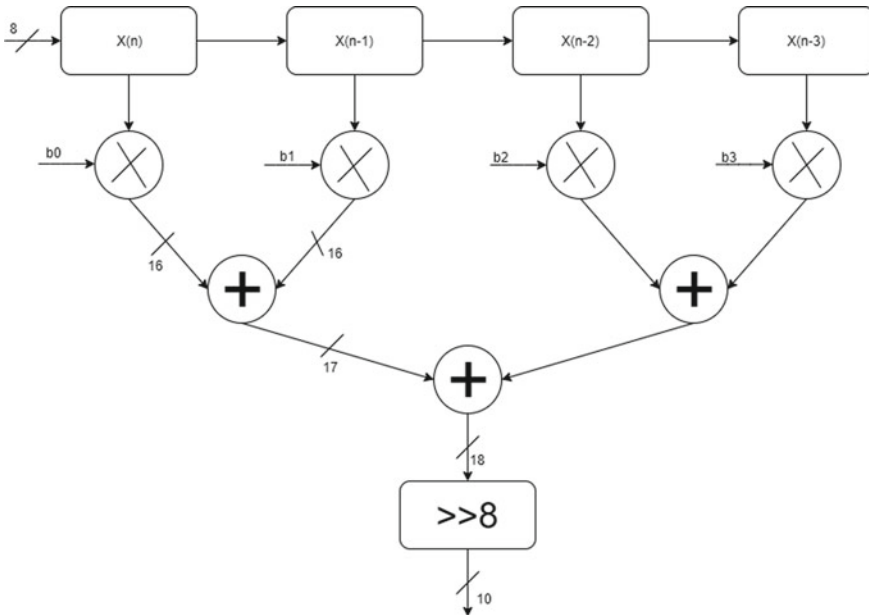 8
X(n)
X(n-1)
X(n-2)
X(n-3)
b0
b1
b2
b3
16
16
+
+
17
+
18
>>8
10